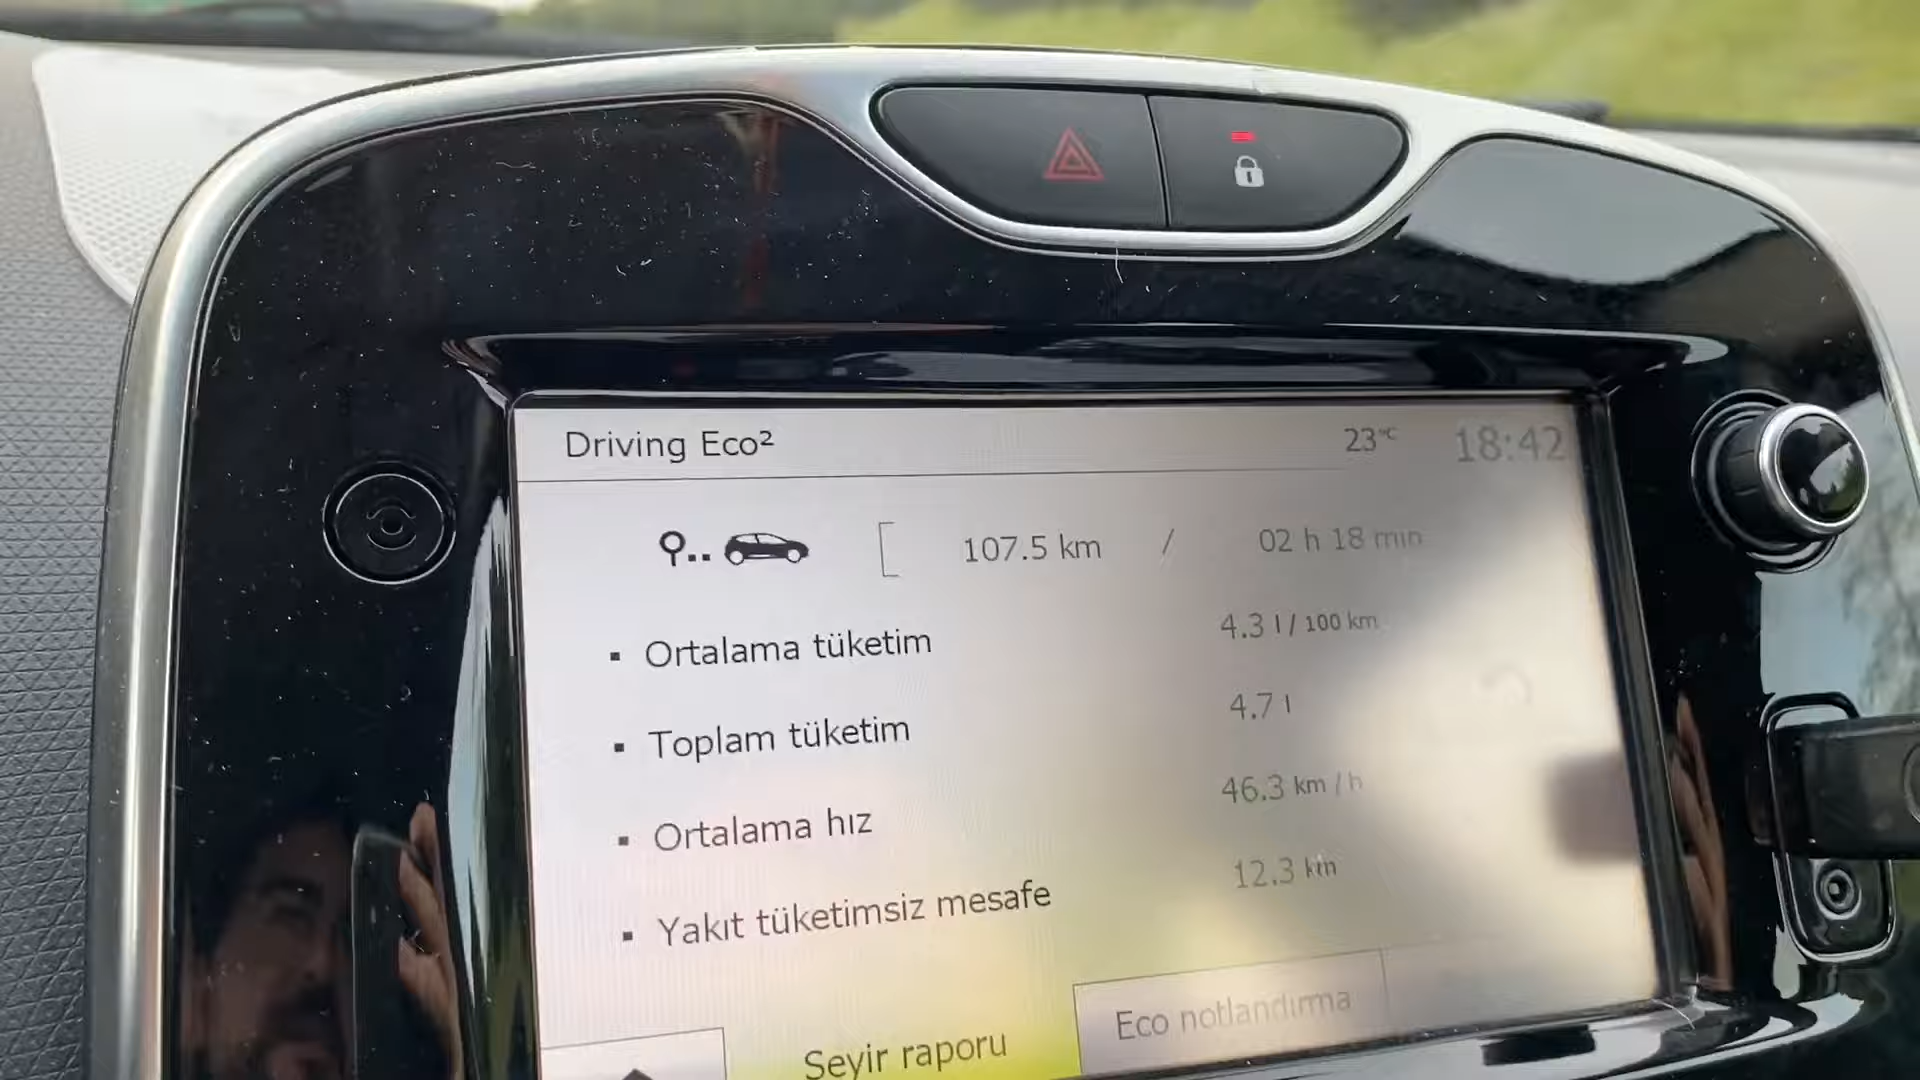 Driving Eco² 23°C 18:42
107.5 km / 02 h 18 min
Ortalama tüketim 4.3 l / 100 km
Toplam tüketim 4.7 l
Ortalama hız 46.3 km / h
Yakıt tüketimsiz mesafe 12.3 km
Seyir raporu Eco notlandırma